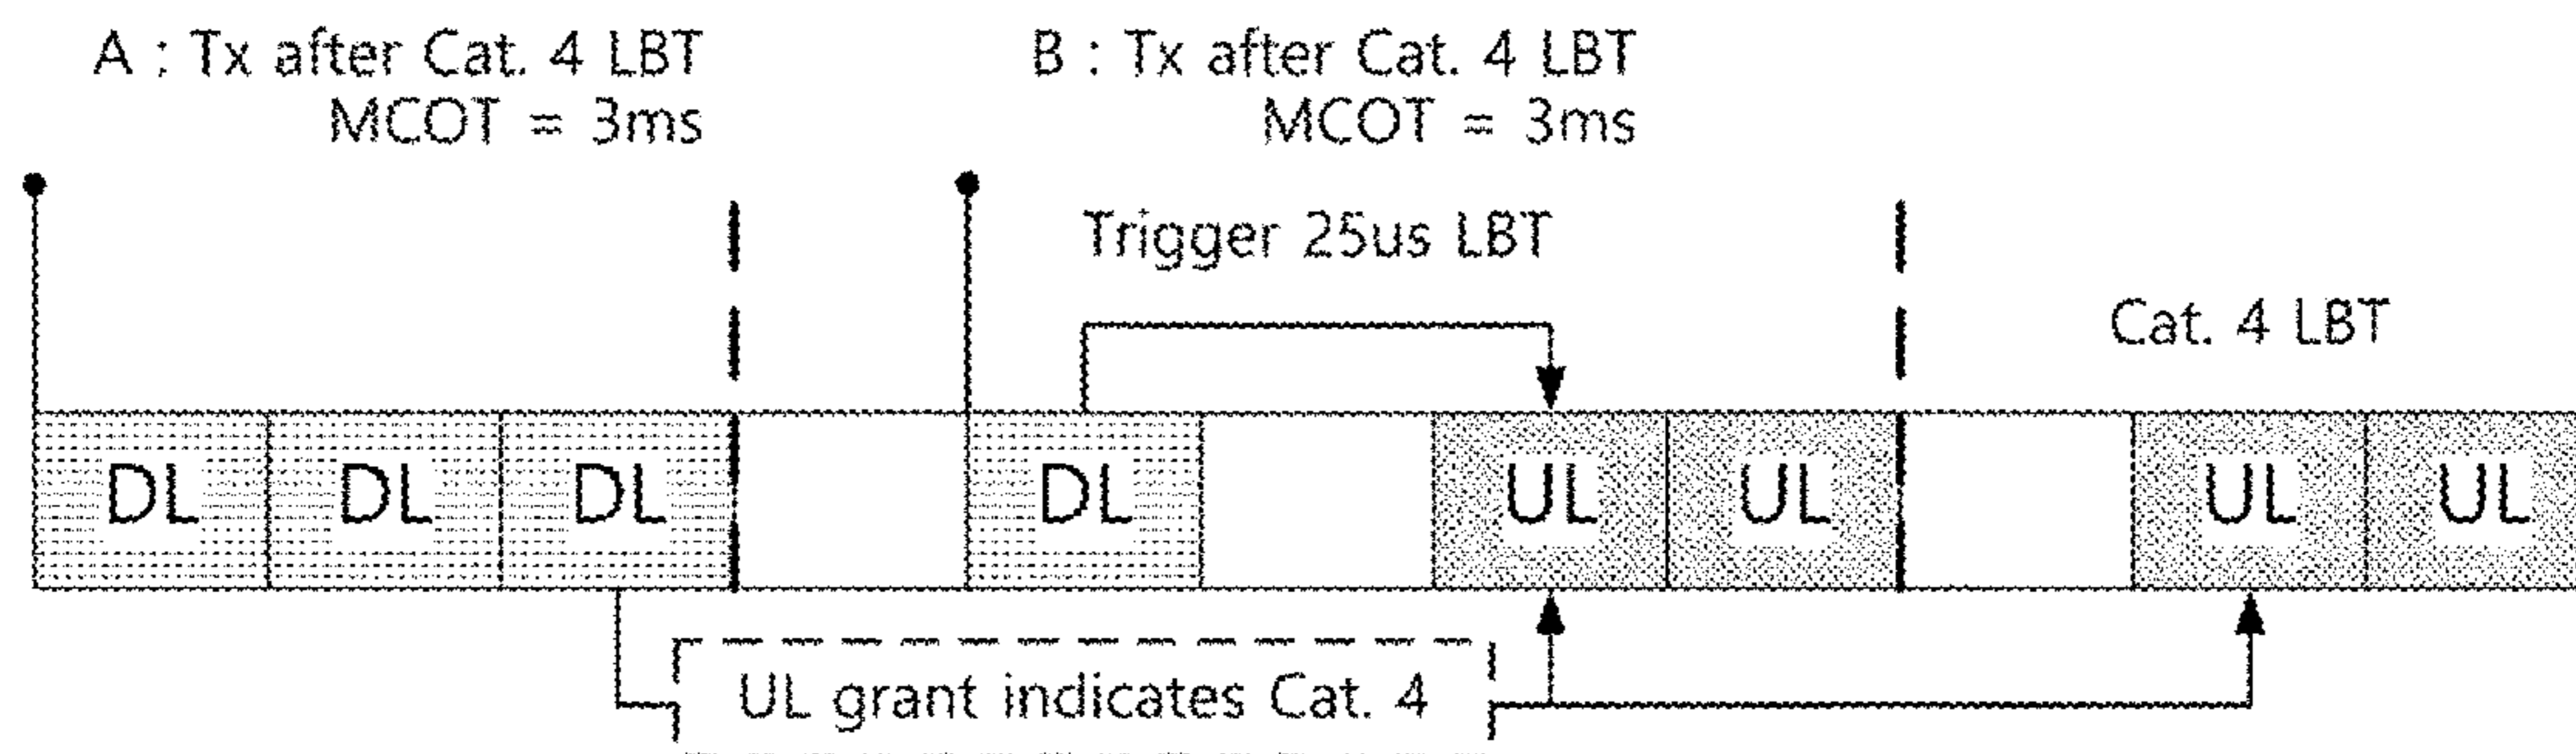 A : Tx after Cat. 4 LBT
MCOT = 3ms
B : Tx after Cat. 4 LBT
MCOT = 3ms
Trigger 25us LBT
Cat. 4 LBT
DL DL DL DL UL UL UL UL
UL grant indicates Cat. 4